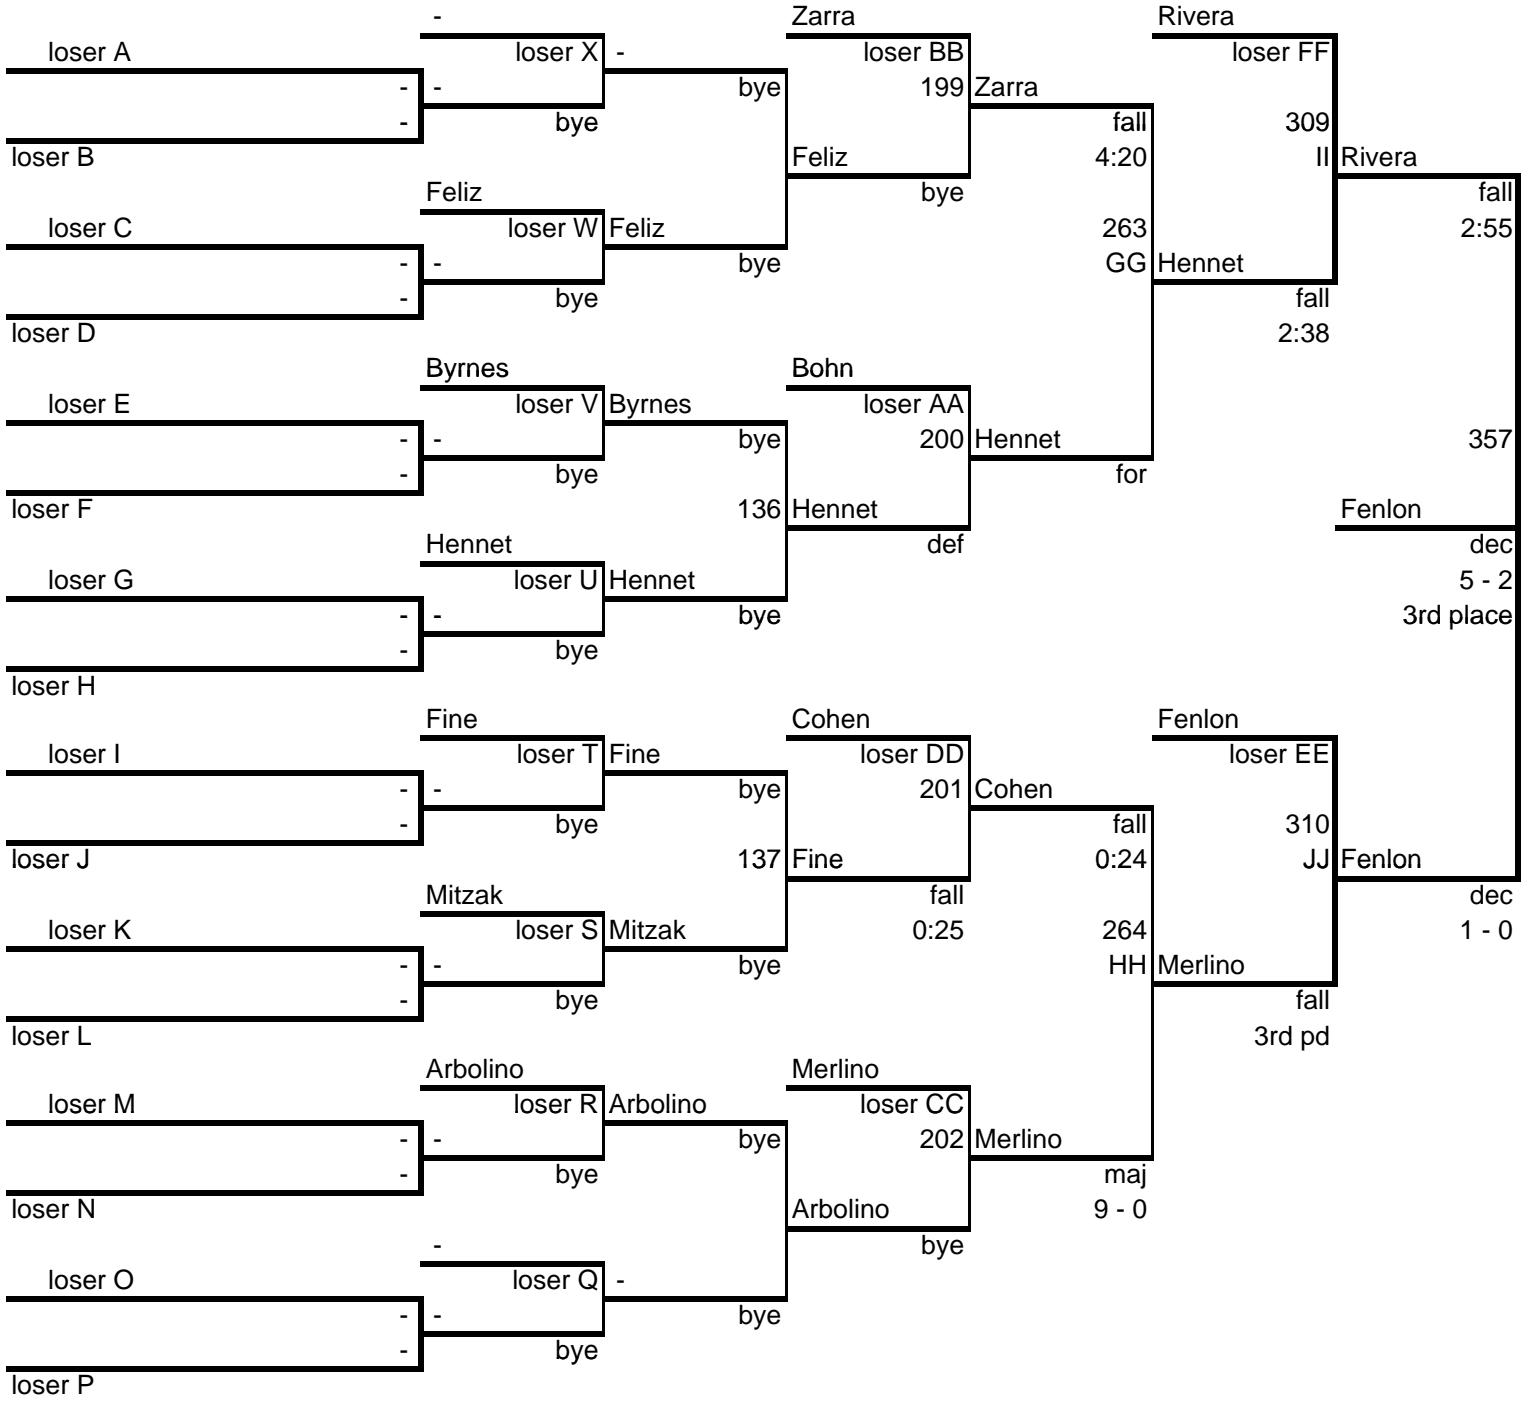 -
Zarra
Rivera
loser A
loser X
-
loser BB
loser FF
-
-
bye
199
Zarra
-
bye
fall
309
loser B
Feliz
4:20
II
Rivera
Feliz
bye
fall
loser C
loser W
Feliz
263
2:55
-
-
bye
GG
Hennet
-
bye
fall
loser D
2:38
Byrnes
Bohn
loser E
loser V
Byrnes
loser AA
-
-
bye
200
Hennet
357
-
bye
for
loser F
136
Hennet
Fenlon
Hennet
def
dec
loser G
loser U
Hennet
5 - 2
-
-
bye
3rd place
-
bye
loser H
Fine
Cohen
Fenlon
loser I
loser T
Fine
loser DD
loser EE
-
-
bye
201
Cohen
-
bye
fall
310
loser J
137
Fine
0:24
JJ
Fenlon
Mitzak
fall
dec
loser K
loser S
Mitzak
0:25
264
1 - 0
-
-
bye
HH
Merlino
-
bye
fall
loser L
3rd pd
Arbolino
Merlino
loser M
loser R
Arbolino
loser CC
-
-
bye
202
Merlino
-
bye
maj
loser N
Arbolino
9 - 0
-
bye
loser O
loser Q
-
-
-
bye
-
bye
loser P